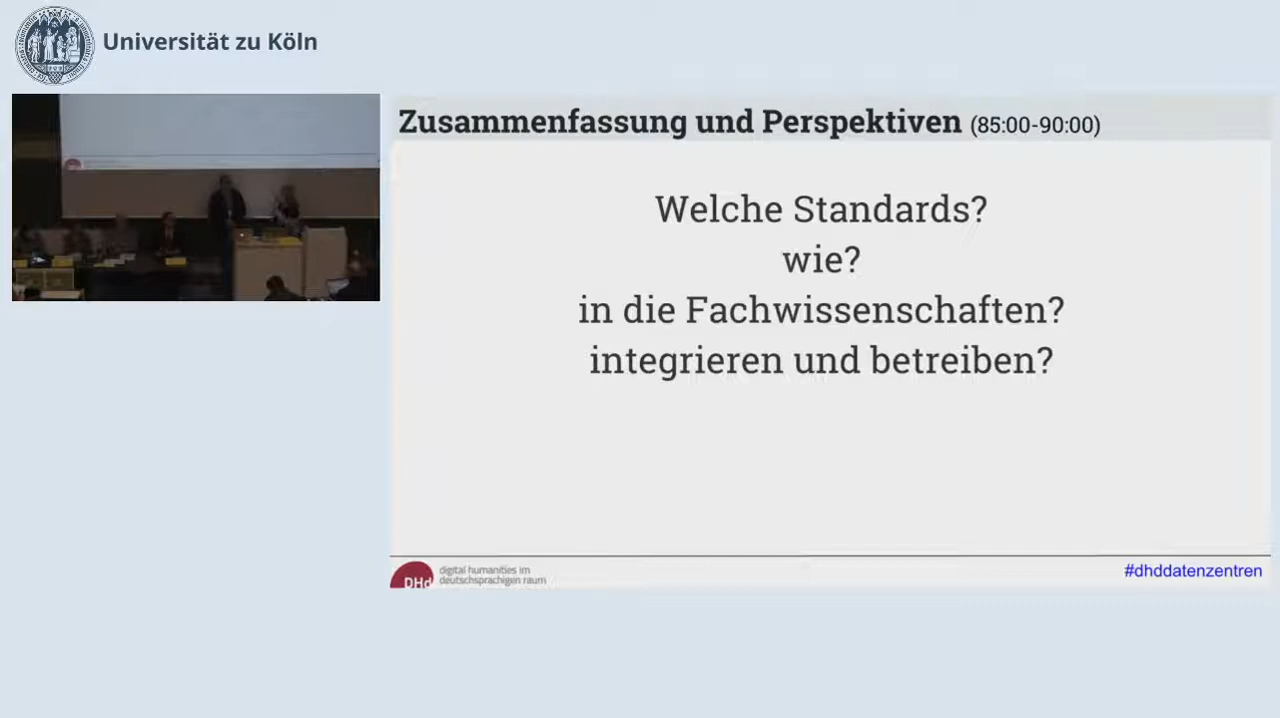 Universität zu Köln
Zusammenfassung und Perspektiven (85:00-90:00)
Welche Standards?
wie?
in die Fachwissenschaften?
integrieren und betreiben?
DHd
digital humanities im
deutschsprachigen raum
#dhddatenzentren